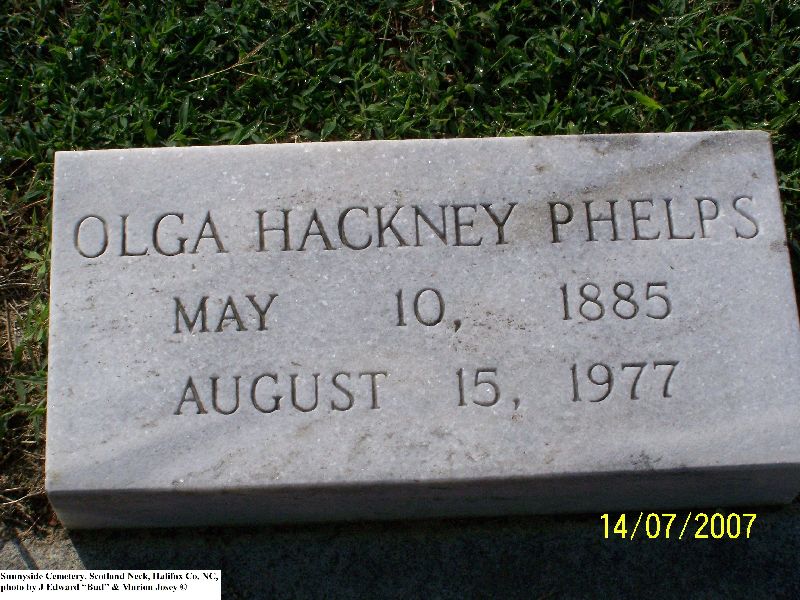 OLGA HACKNEY PHELPS
MAY 10, 1885
AUGUST 15, 1977
14/07/2007
Sunnyside Cemetery, Scotland Neck, Halifax Co, NC,
photo by J Edward "Bud" & Marion Josey ©